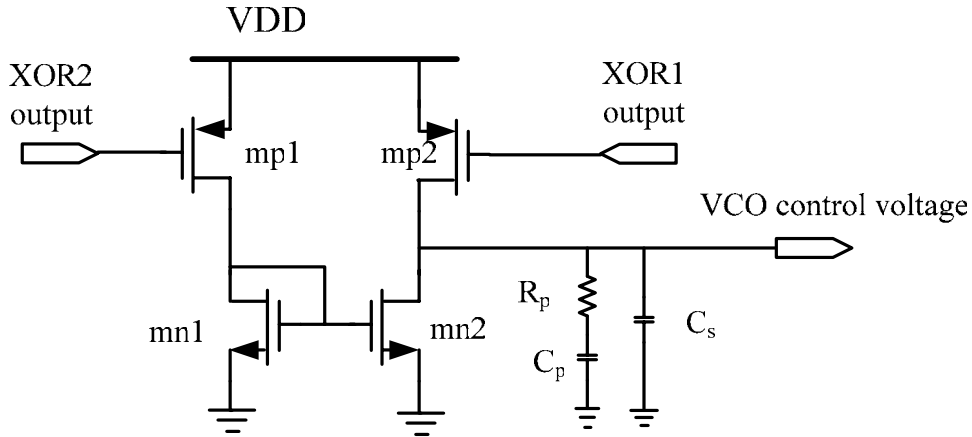 VDD
XOR2
output
XOR1
output
mp1
mp2
VCO control voltage
mn1
mn2
Rp
Cp
Cs